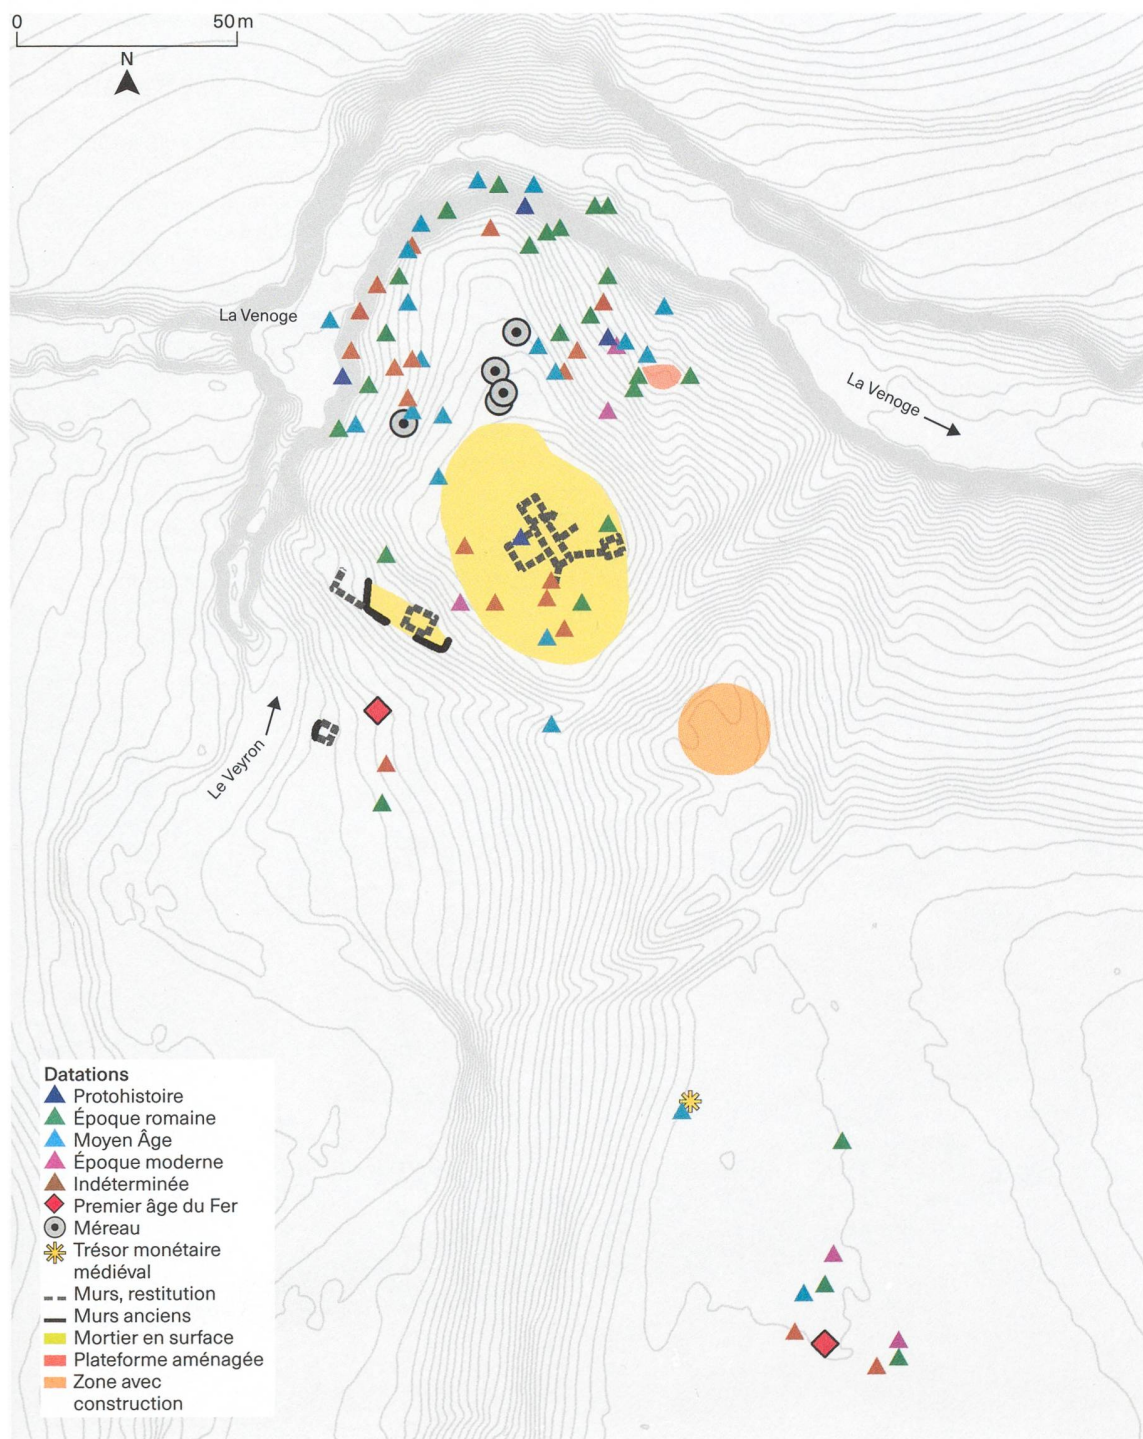 0 50 m
N
La Venoge
La Venoge
Le Veyron
Datations
Protohistoire
Époque romaine
Moyen Âge
Époque moderne
Indéterminée
Premier âge du Fer
Méreau
Trésor monétaire
médiéval
Murs, restitution
Murs anciens
Mortier en surface
Plateforme aménagée
Zone avec
construction